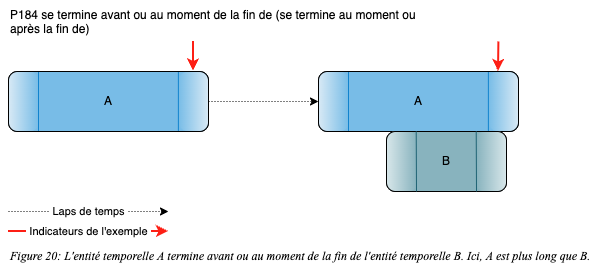 P184 se termine avant ou au moment de la fin de (se termine au moment ou
après la fin de)
A
A
B
Laps de temps
Indicateurs de l'exemple
Figure 20: L'entité temporelle A termine avant ou au moment de la fin de l'entité temporelle B. Ici, A est plus long que B.